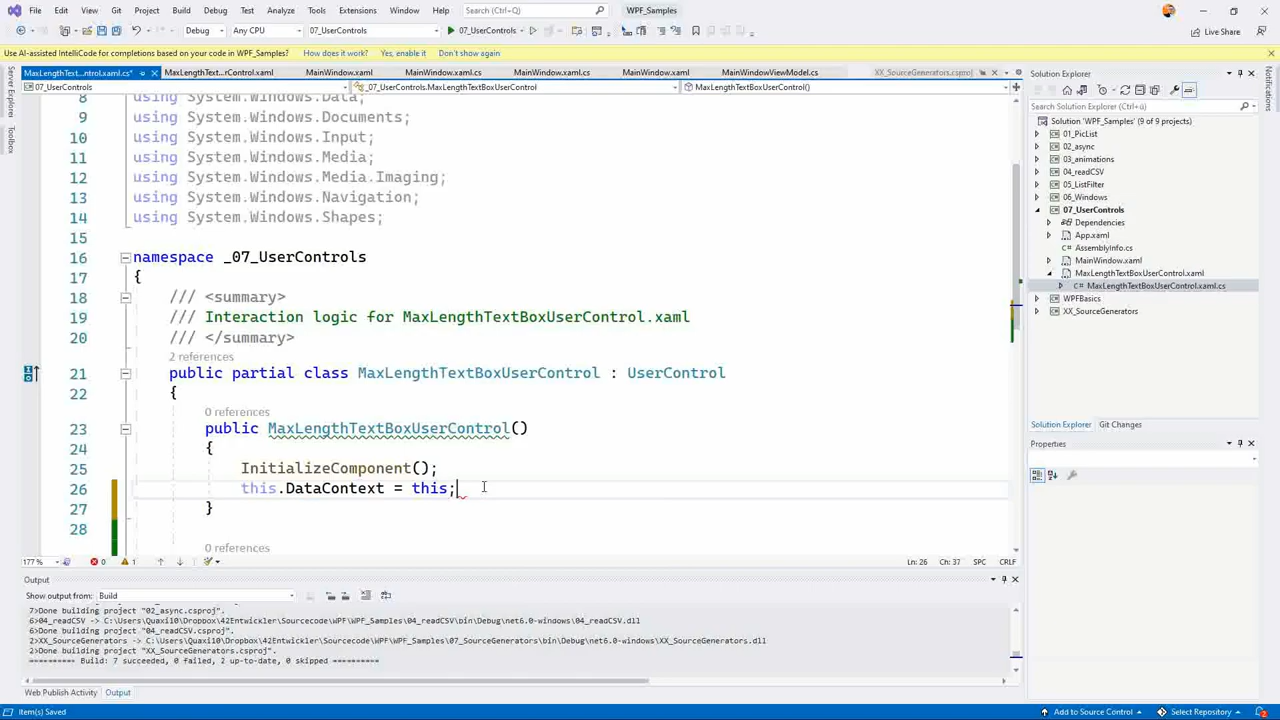 File Edit View Git Project Build Debug Test Analyze Tools Extensions Window Help Search (Ctrl+Q) WPF_Samples
Debug Any CPU 07_UserControls 07_UserControls Live Share
Use AI-assisted IntelliCode for completions based on your code in WPF_Samples? How does it work? Yes, enable it Don't show again
MaxLengthText...ntrol.xaml.cs* MaxLengthText...rControl.xaml MainWindow.xaml MainWindow.xaml.cs MainWindow.xaml.cs MainWindow.xaml MainWindowViewModel.cs XX_SourceGenerators.csproj
07_UserControls _07_UserControls.MaxLengthTextBoxUserControl MaxLengthTextBoxUserControl()
Server Explorer
Toolbox
8 using System.Windows.Data;
9 using System.Windows.Documents;
10 using System.Windows.Input;
11 using System.Windows.Media;
12 using System.Windows.Media.Imaging;
13 using System.Windows.Navigation;
14 using System.Windows.Shapes;
15
16 namespace _07_UserControls
17 {
18 /// <summary>
19 /// Interaction logic for MaxLengthTextBoxUserControl.xaml
20 /// </summary>
2 references
21 public partial class MaxLengthTextBoxUserControl : UserControl
22 {
0 references
23 public MaxLengthTextBoxUserControl()
24 {
25 InitializeComponent();
26 this.DataContext = this;
27 }
28
0 references
177 % 0 1 Ln: 26 Ch: 37 SPC CRLF
Output
Show output from: Build
7>Done building project "02_async.csproj".
6>04_readCSV -> C:\Users\Quaxi10\Dropbox\42Entwickler\Sourcecode\WPF\WPF_Samples\04_readCSV\bin\Debug\net6.0-windows\04_readCSV.dll
6>Done building project "04_readCSV.csproj".
2>XX_SourceGenerators -> C:\Users\Quaxi10\Dropbox\42Entwickler\Sourcecode\WPF\WPF_Samples\07_SourceGenerators\bin\Debug\net6.0-windows\XX_SourceGenerators.dll
2>Done building project "XX_SourceGenerators.csproj".
========== Build: 7 succeeded, 0 failed, 2 up-to-date, 0 skipped ==========
Web Publish Activity Output
Solution Explorer
Search Solution Explorer (Ctrl+ü)
Solution 'WPF_Samples' (9 of 9 projects)
01_PicList
02_async
03_animations
04_readCSV
05_ListFilter
06_Windows
07_UserControls
Dependencies
App.xaml
AssemblyInfo.cs
MainWindow.xaml
MaxLengthTextBoxUserControl.xaml
MaxLengthTextBoxUserControl.xaml.cs
WPFBasics
XX_SourceGenerators
Solution Explorer Git Changes
Properties
Notifications
Item(s) Saved Add to Source Control Select Repository 2